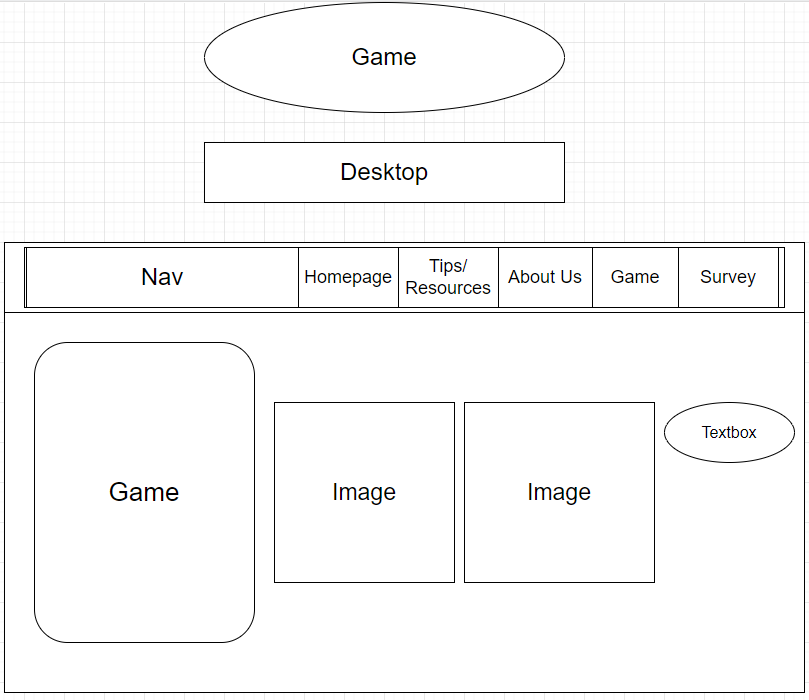 Game
Desktop
Nav
Homepage
Tips/
Resources
About Us
Game
Survey
Game
Image
Image
Textbox